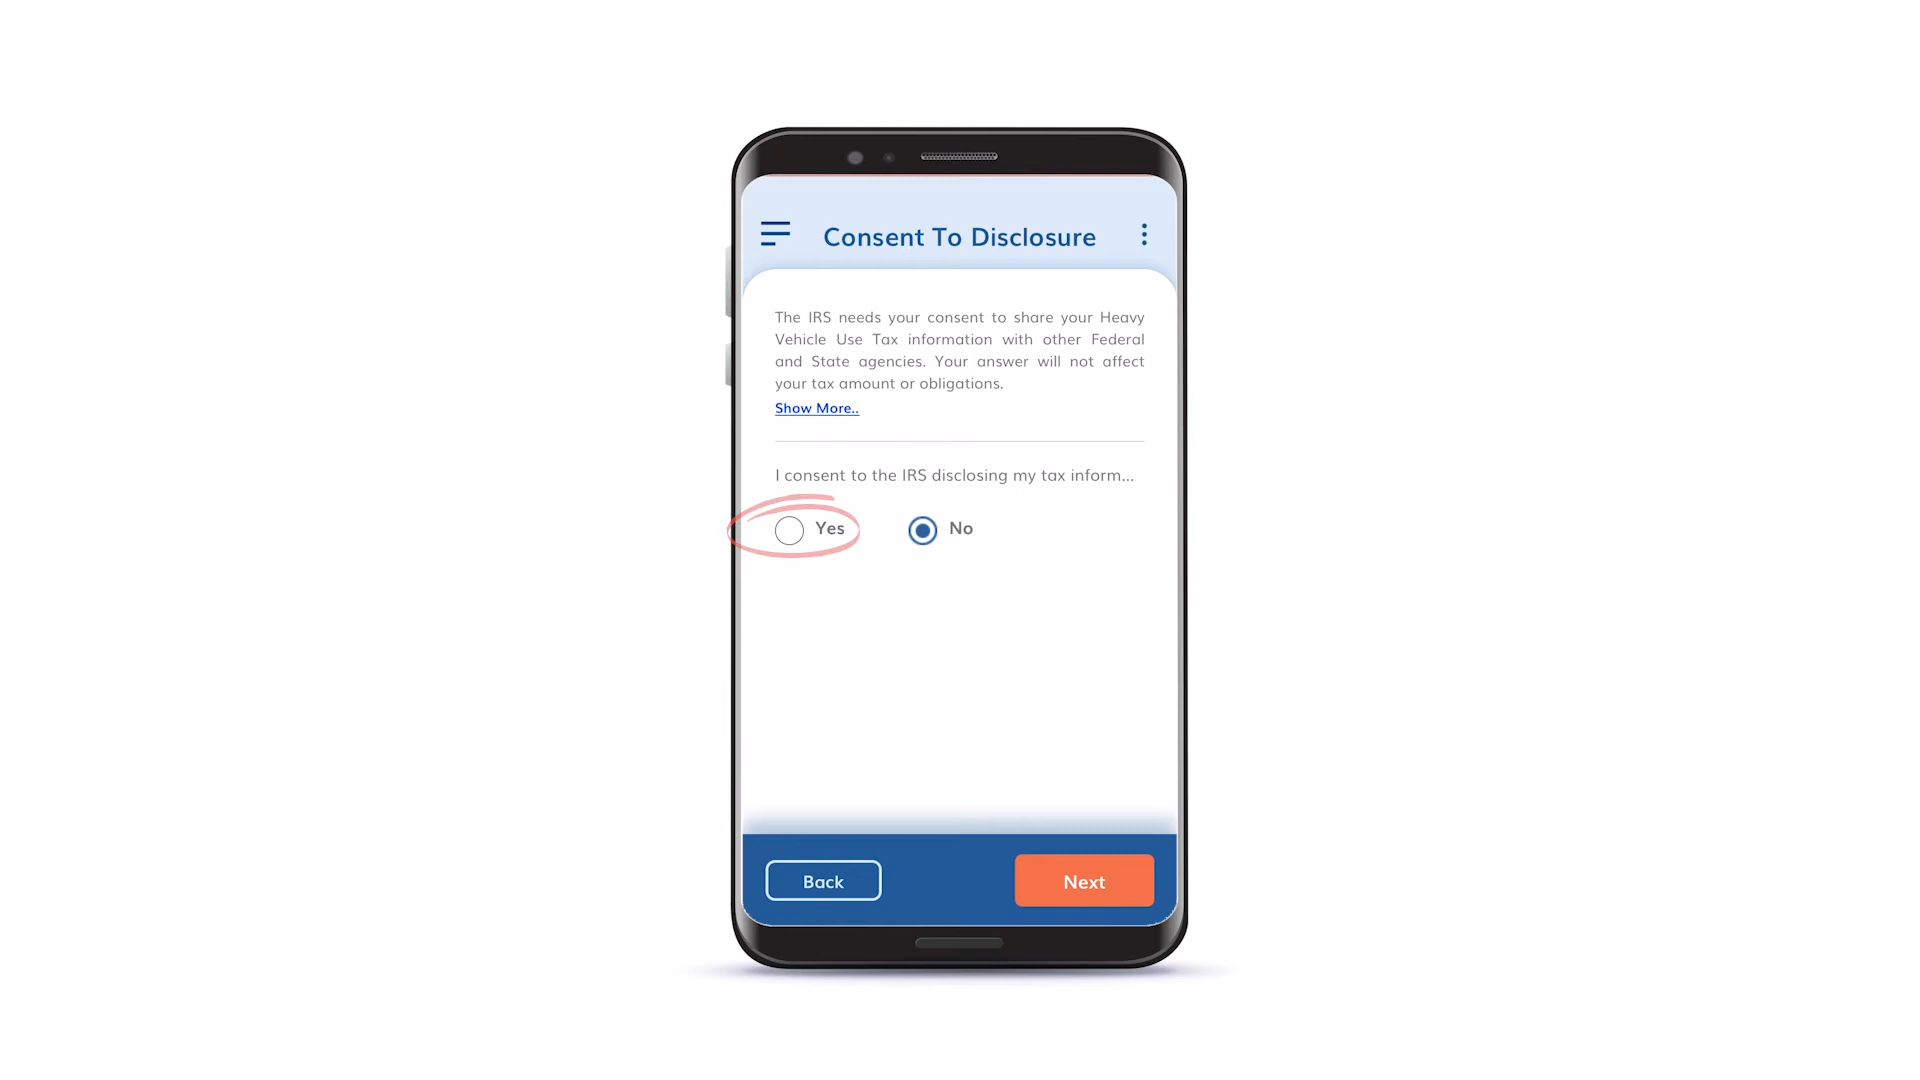 Consent To Disclosure
The IRS needs your consent to share your Heavy
Vehicle Use Tax information with other Federal
and State agencies. Your answer will not affect
your tax amount or obligations.
Show More..
I consent to the IRS disclosing my tax inform...
Yes No
Back Next